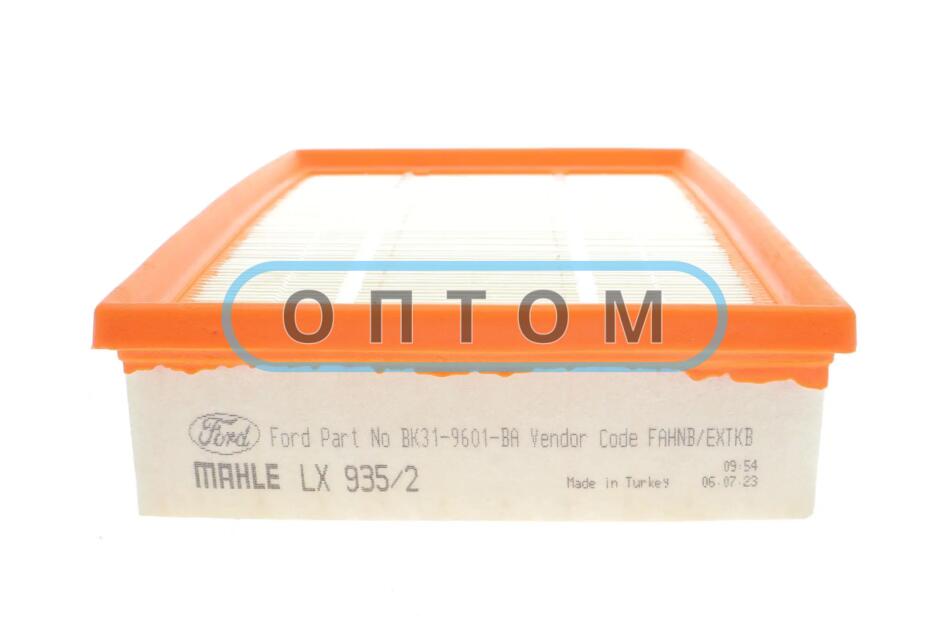 ОПТОМ
Ford Ford Part No BK31-9601-BA Vendor Code FAHNB/EXTKB
MAHLE LX 935/2
09:54
Made in Turkey 06.07.23